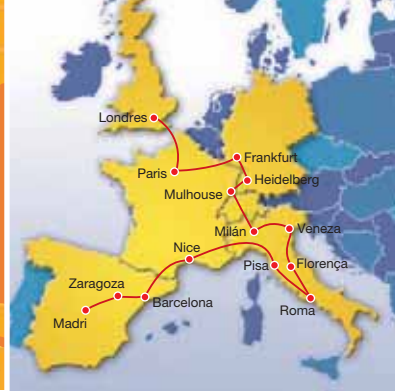 Londres
Paris
Frankfurt
Heidelberg
Mulhouse
Milán
Veneza
Nice
Pisa
Florença
Zaragoza
Barcelona
Madri
Roma